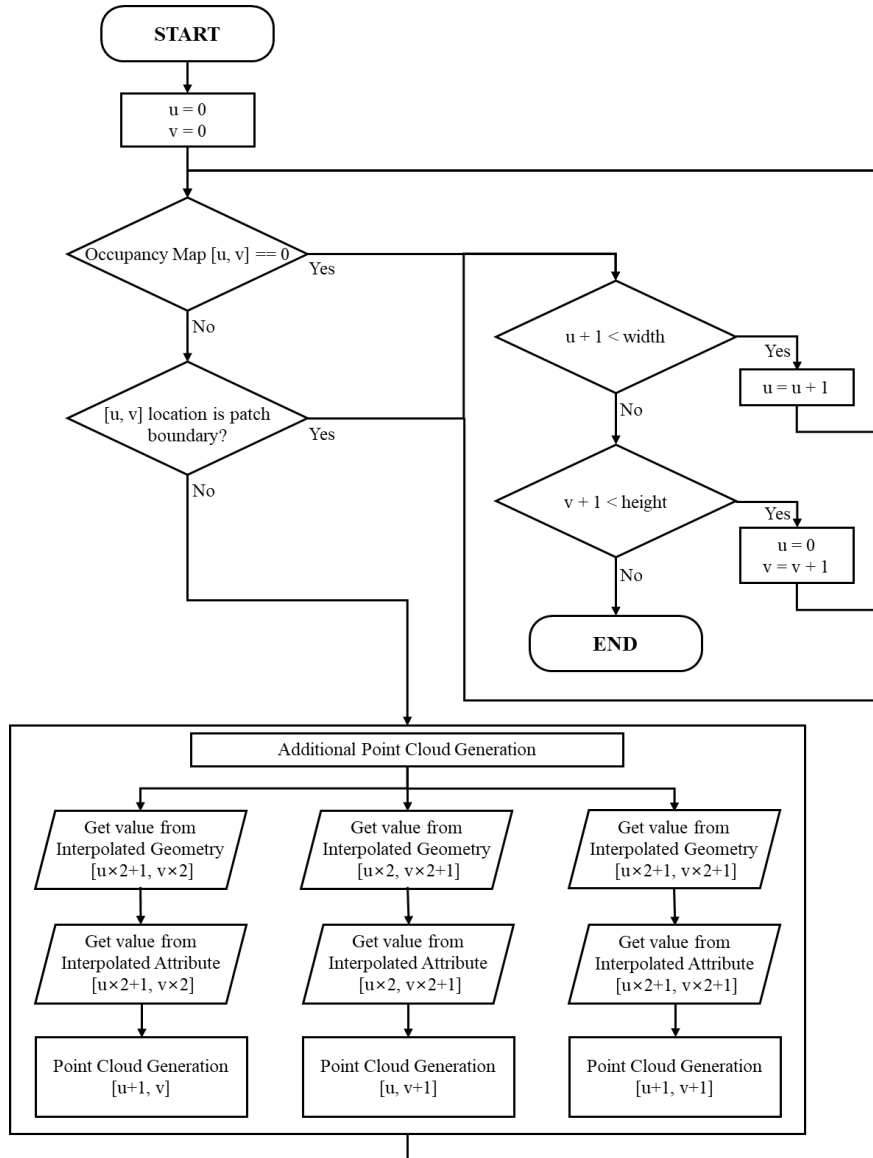 START
u = 0
v = 0
Occupancy Map [u, v] == 0
Yes
No
[u, v] location is patch
boundary?
Yes
No
u + 1 < width
Yes
u = u + 1
No
v + 1 < height
Yes
u = 0
v = v + 1
No
END
Additional Point Cloud Generation
Get value from
Interpolated Geometry
[u×2+1, v×2]
Get value from
Interpolated Attribute
[u×2+1, v×2]
Point Cloud Generation
[u+1, v]
Get value from
Interpolated Geometry
[u×2, v×2+1]
Get value from
Interpolated Attribute
[u×2, v×2+1]
Point Cloud Generation
[u, v+1]
Get value from
Interpolated Geometry
[u×2+1, v×2+1]
Get value from
Interpolated Attribute
[u×2+1, v×2+1]
Point Cloud Generation
[u+1, v+1]